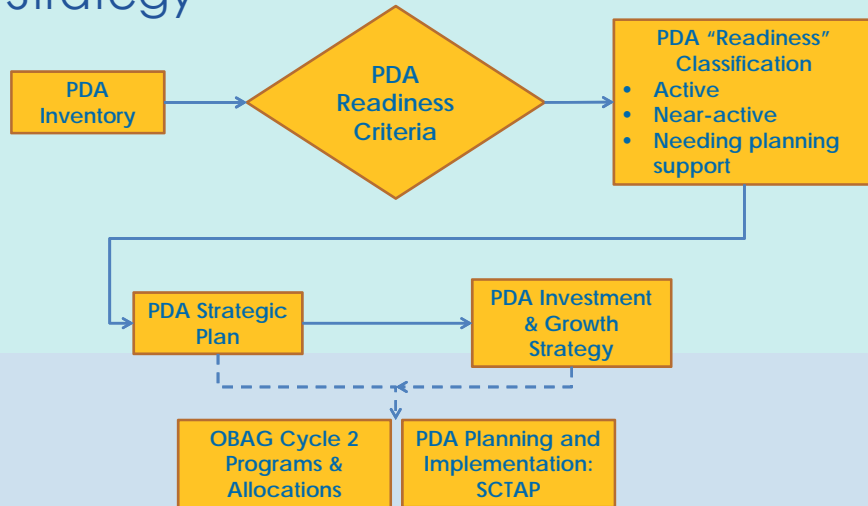 Strategy
PDA
Inventory
PDA
Readiness
Criteria
PDA “Readiness”
Classification
• Active
• Near-active
• Needing planning
support
PDA Strategic
Plan
PDA Investment
& Growth
Strategy
OBAG Cycle 2
Programs &
Allocations
PDA Planning and
Implementation:
SCTAP